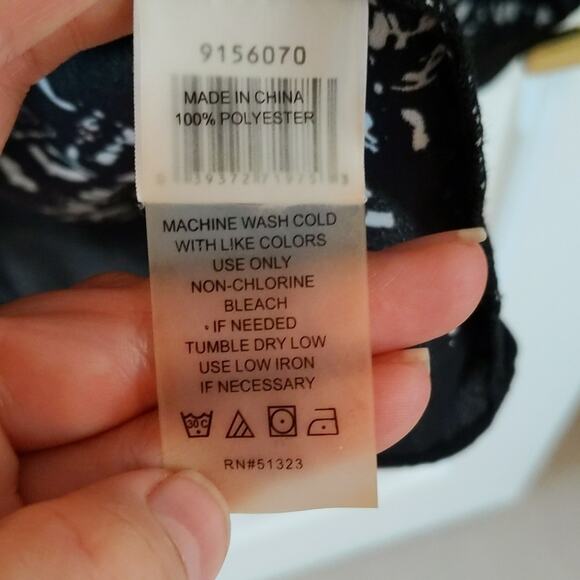 9156070
MADE IN CHINA
100% POLYESTER
MACHINE WASH COLD
WITH LIKE COLORS
USE ONLY
NON-CHLORINE
BLEACH
IF NEEDED
TUMBLE DRY LOW
USE LOW IRON
IF NECESSARY
30C
RN#51323